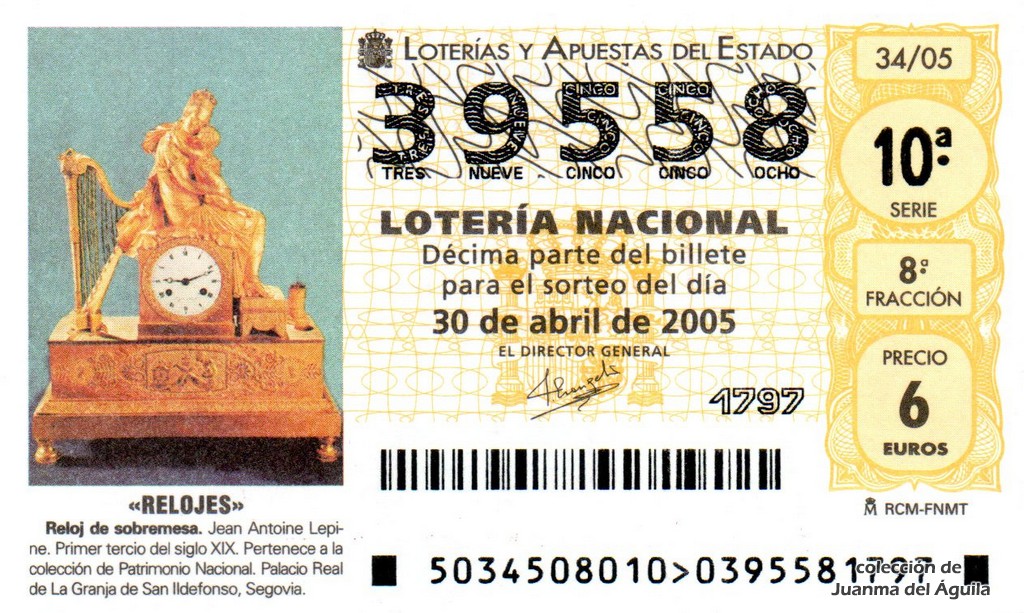 LOTERÍAS Y APUESTAS DEL ESTADO
39558
TRES NUEVE CINCO CINCO OCHO
LOTERÍA NACIONAL
Décima parte del billete
para el sorteo del día
30 de abril de 2005
EL DIRECTOR GENERAL
1797
34/05
10ª
SERIE
8ª
FRACCIÓN
PRECIO
6
EUROS
RCM-FNMT
«RELOJES»
Reloj de sobremesa. Jean Antoine Lepi-
ne. Primer tercio del siglo XIX. Pertenece a la
colección de Patrimonio Nacional. Palacio Real
de La Granja de San Ildefonso, Segovia.
5034508010>0395581797
colección de
Juanma del Águila